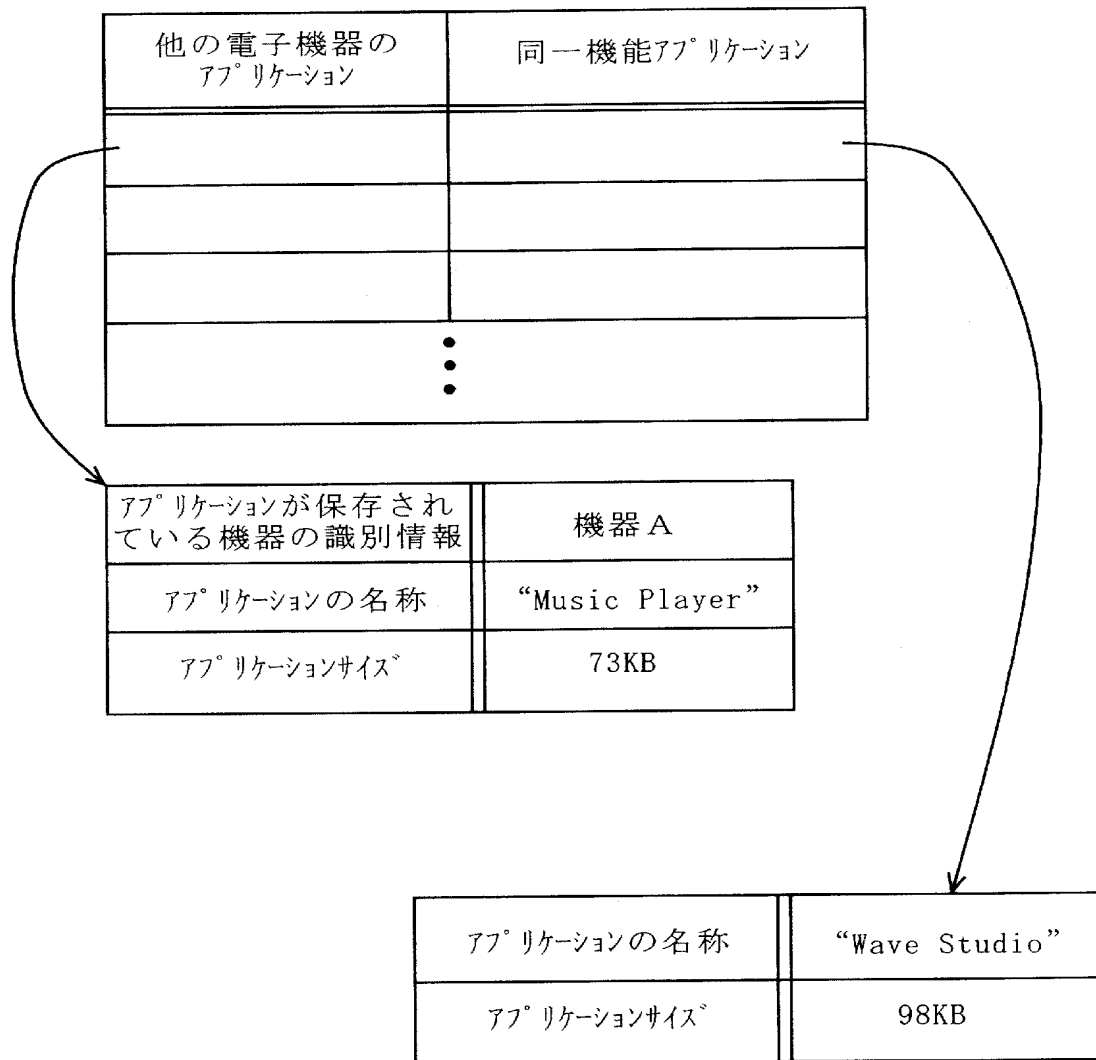 他の電子機器の
アプリケーション
同一機能アプリケーション
アプリケーションが保存され
ている機器の識別情報
機器A
アプリケーションの名称
“Music Player”
アプリケーションサイズ
73KB
アプリケーションの名称
“Wave Studio”
アプリケーションサイズ
98KB